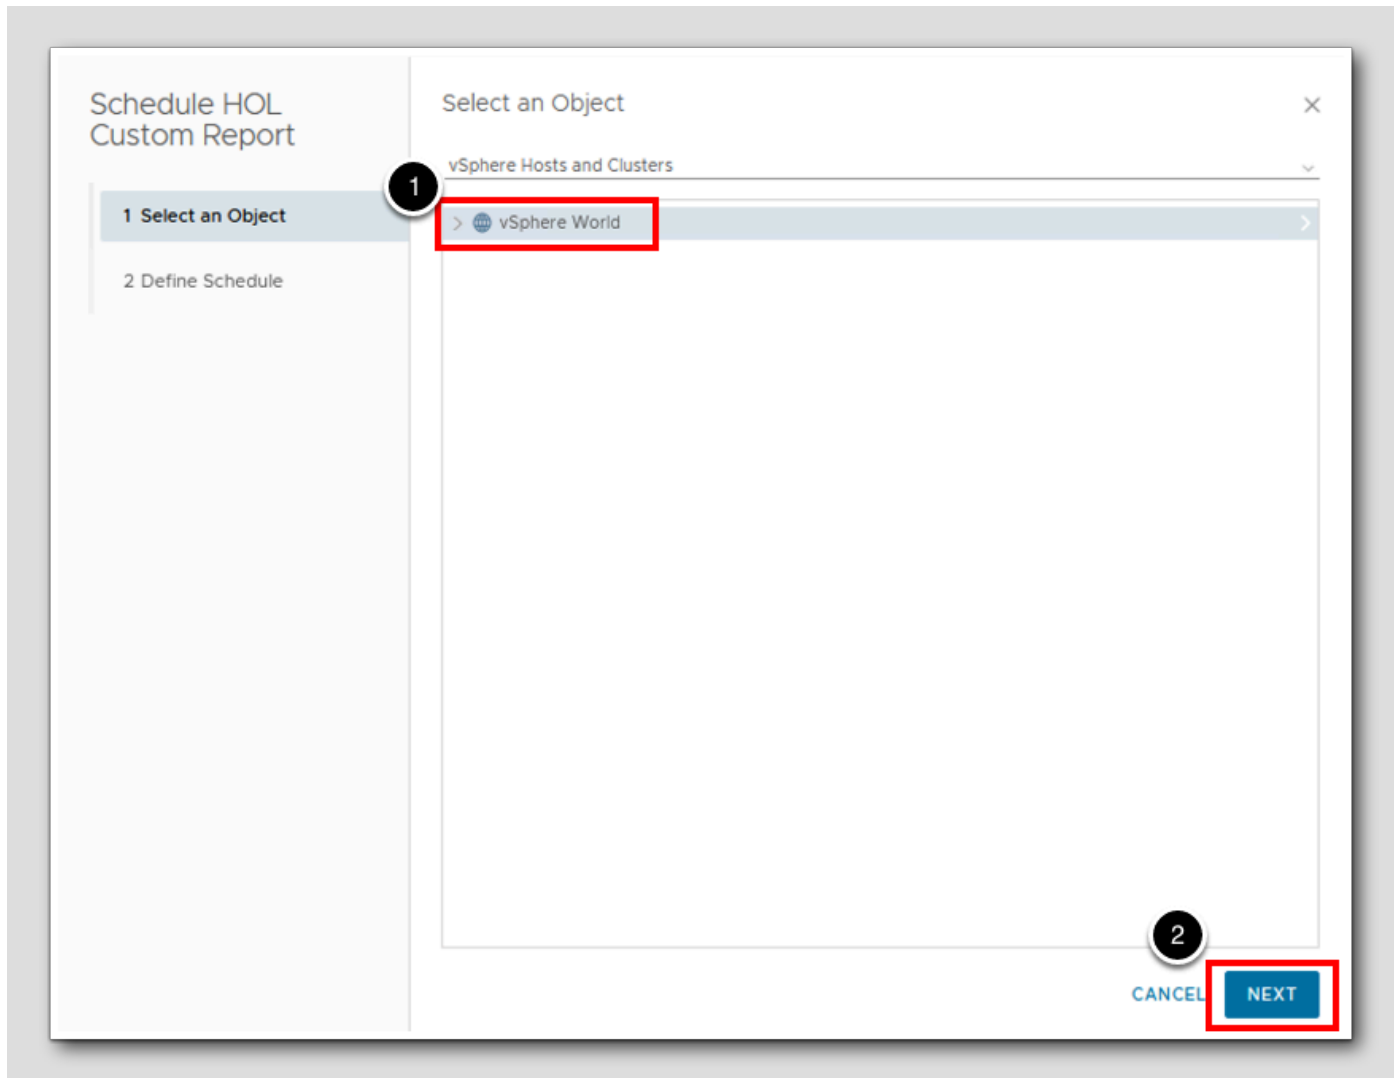 Schedule HOL
Custom Report
1 Select an Object
2 Define Schedule
Select an Object
vSphere Hosts and Clusters
1
vSphere World
2
CANCEL
NEXT